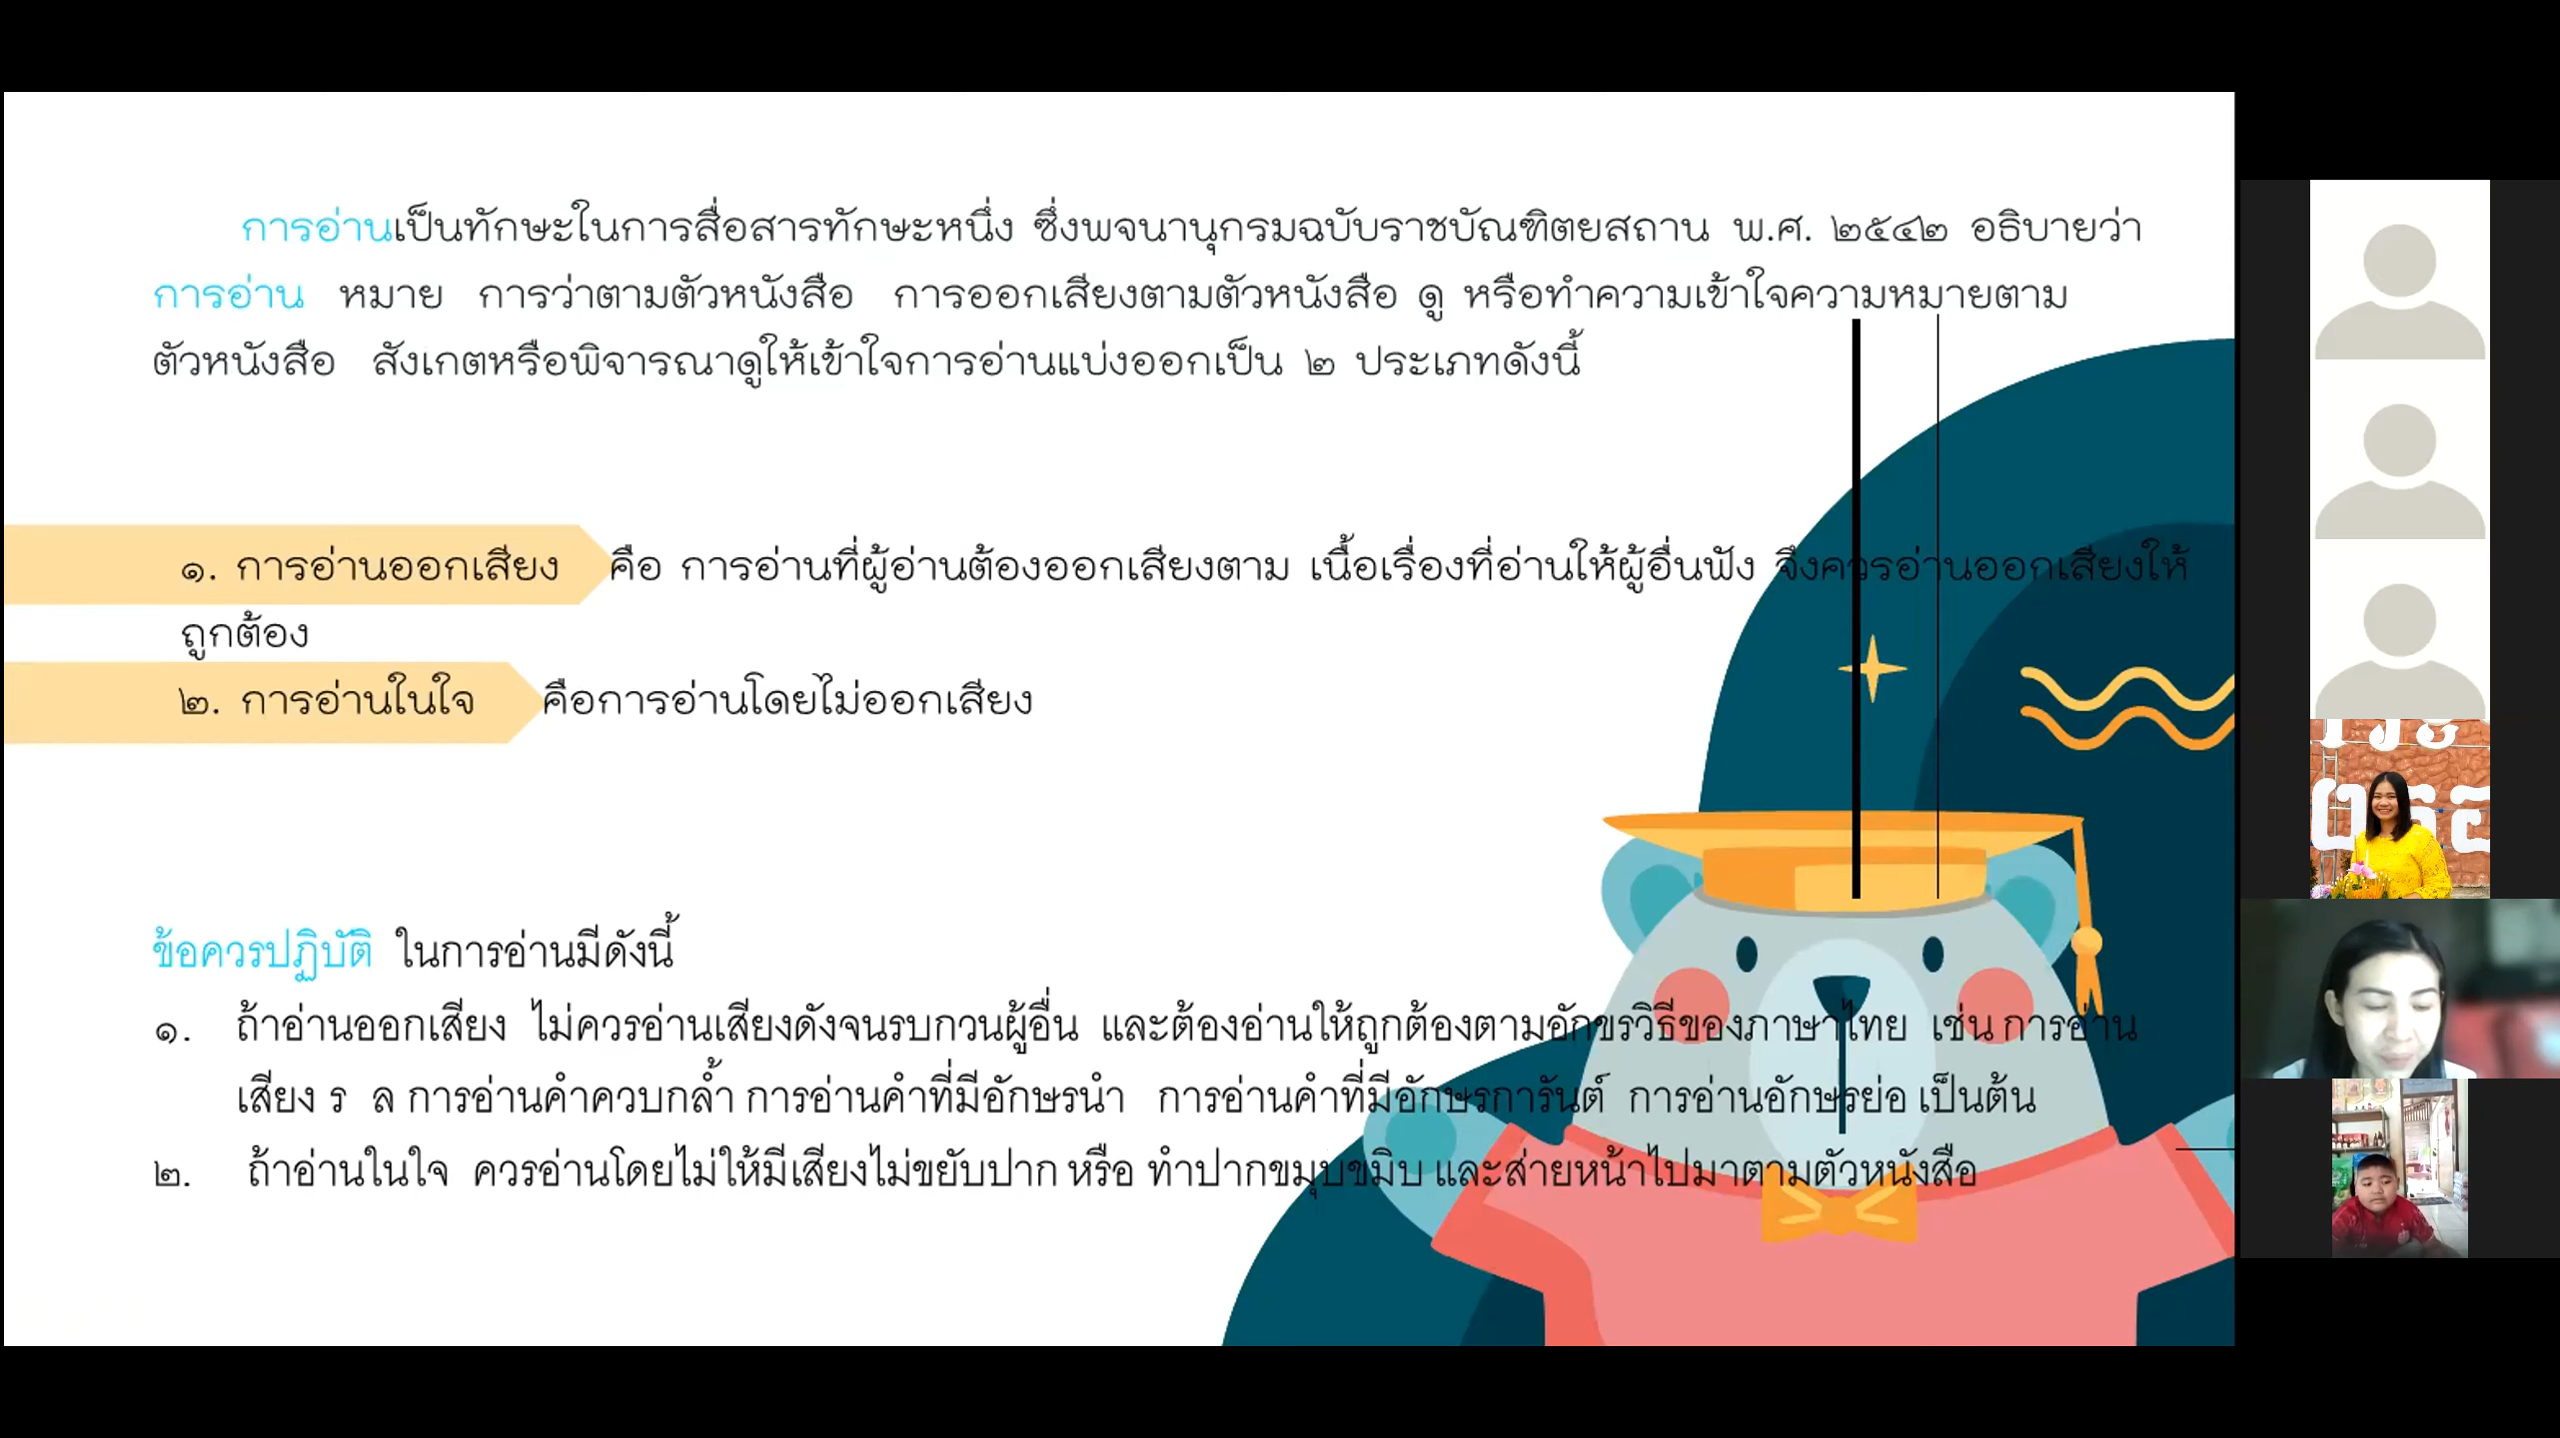 การอ่านเป็นทักษะในการสื่อสารทักษะหนึ่ง ซึ่งพจนานุกรมฉบับราชบัณฑิตยสถาน พ.ศ. ๒๕๔๒ อธิบายว่า
การอ่าน หมาย การว่าตามตัวหนังสือ การออกเสียงตามตัวหนังสือ ดู หรือทำความเข้าใจความหมายตาม
ตัวหนังสือ สังเกตหรือพิจารณาดูให้เข้าใจการอ่านแบ่งออกเป็น ๒ ประเภทดังนี้
๑. การอ่านออกเสียง คือ การอ่านที่ผู้อ่านต้องออกเสียงตาม เนื้อเรื่องที่อ่านให้ผู้อื่นฟัง จึงควรอ่านออกเสียงให้
ถูกต้อง
๒. การอ่านในใจ คือการอ่านโดยไม่ออกเสียง
ข้อควรปฏิบัติ ในการอ่านมีดังนี้
๑. ถ้าอ่านออกเสียง ไม่ควรอ่านเสียงดังจนรบกวนผู้อื่น และต้องอ่านให้ถูกต้องตามอักขรวิธีของภาษาไทย เช่น การอ่าน
เสียง ร ล การอ่านคำควบกล้ำ การอ่านคำที่มีอักษรนำ การอ่านคำที่มีอักษรการันต์ การอ่านอักษรย่อ เป็นต้น
๒. ถ้าอ่านในใจ ควรอ่านโดยไม่ให้มีเสียงไม่ขยับปาก หรือ ทำปากขมุบขมิบ และส่ายหน้าไปมาตามตัวหนังสือ